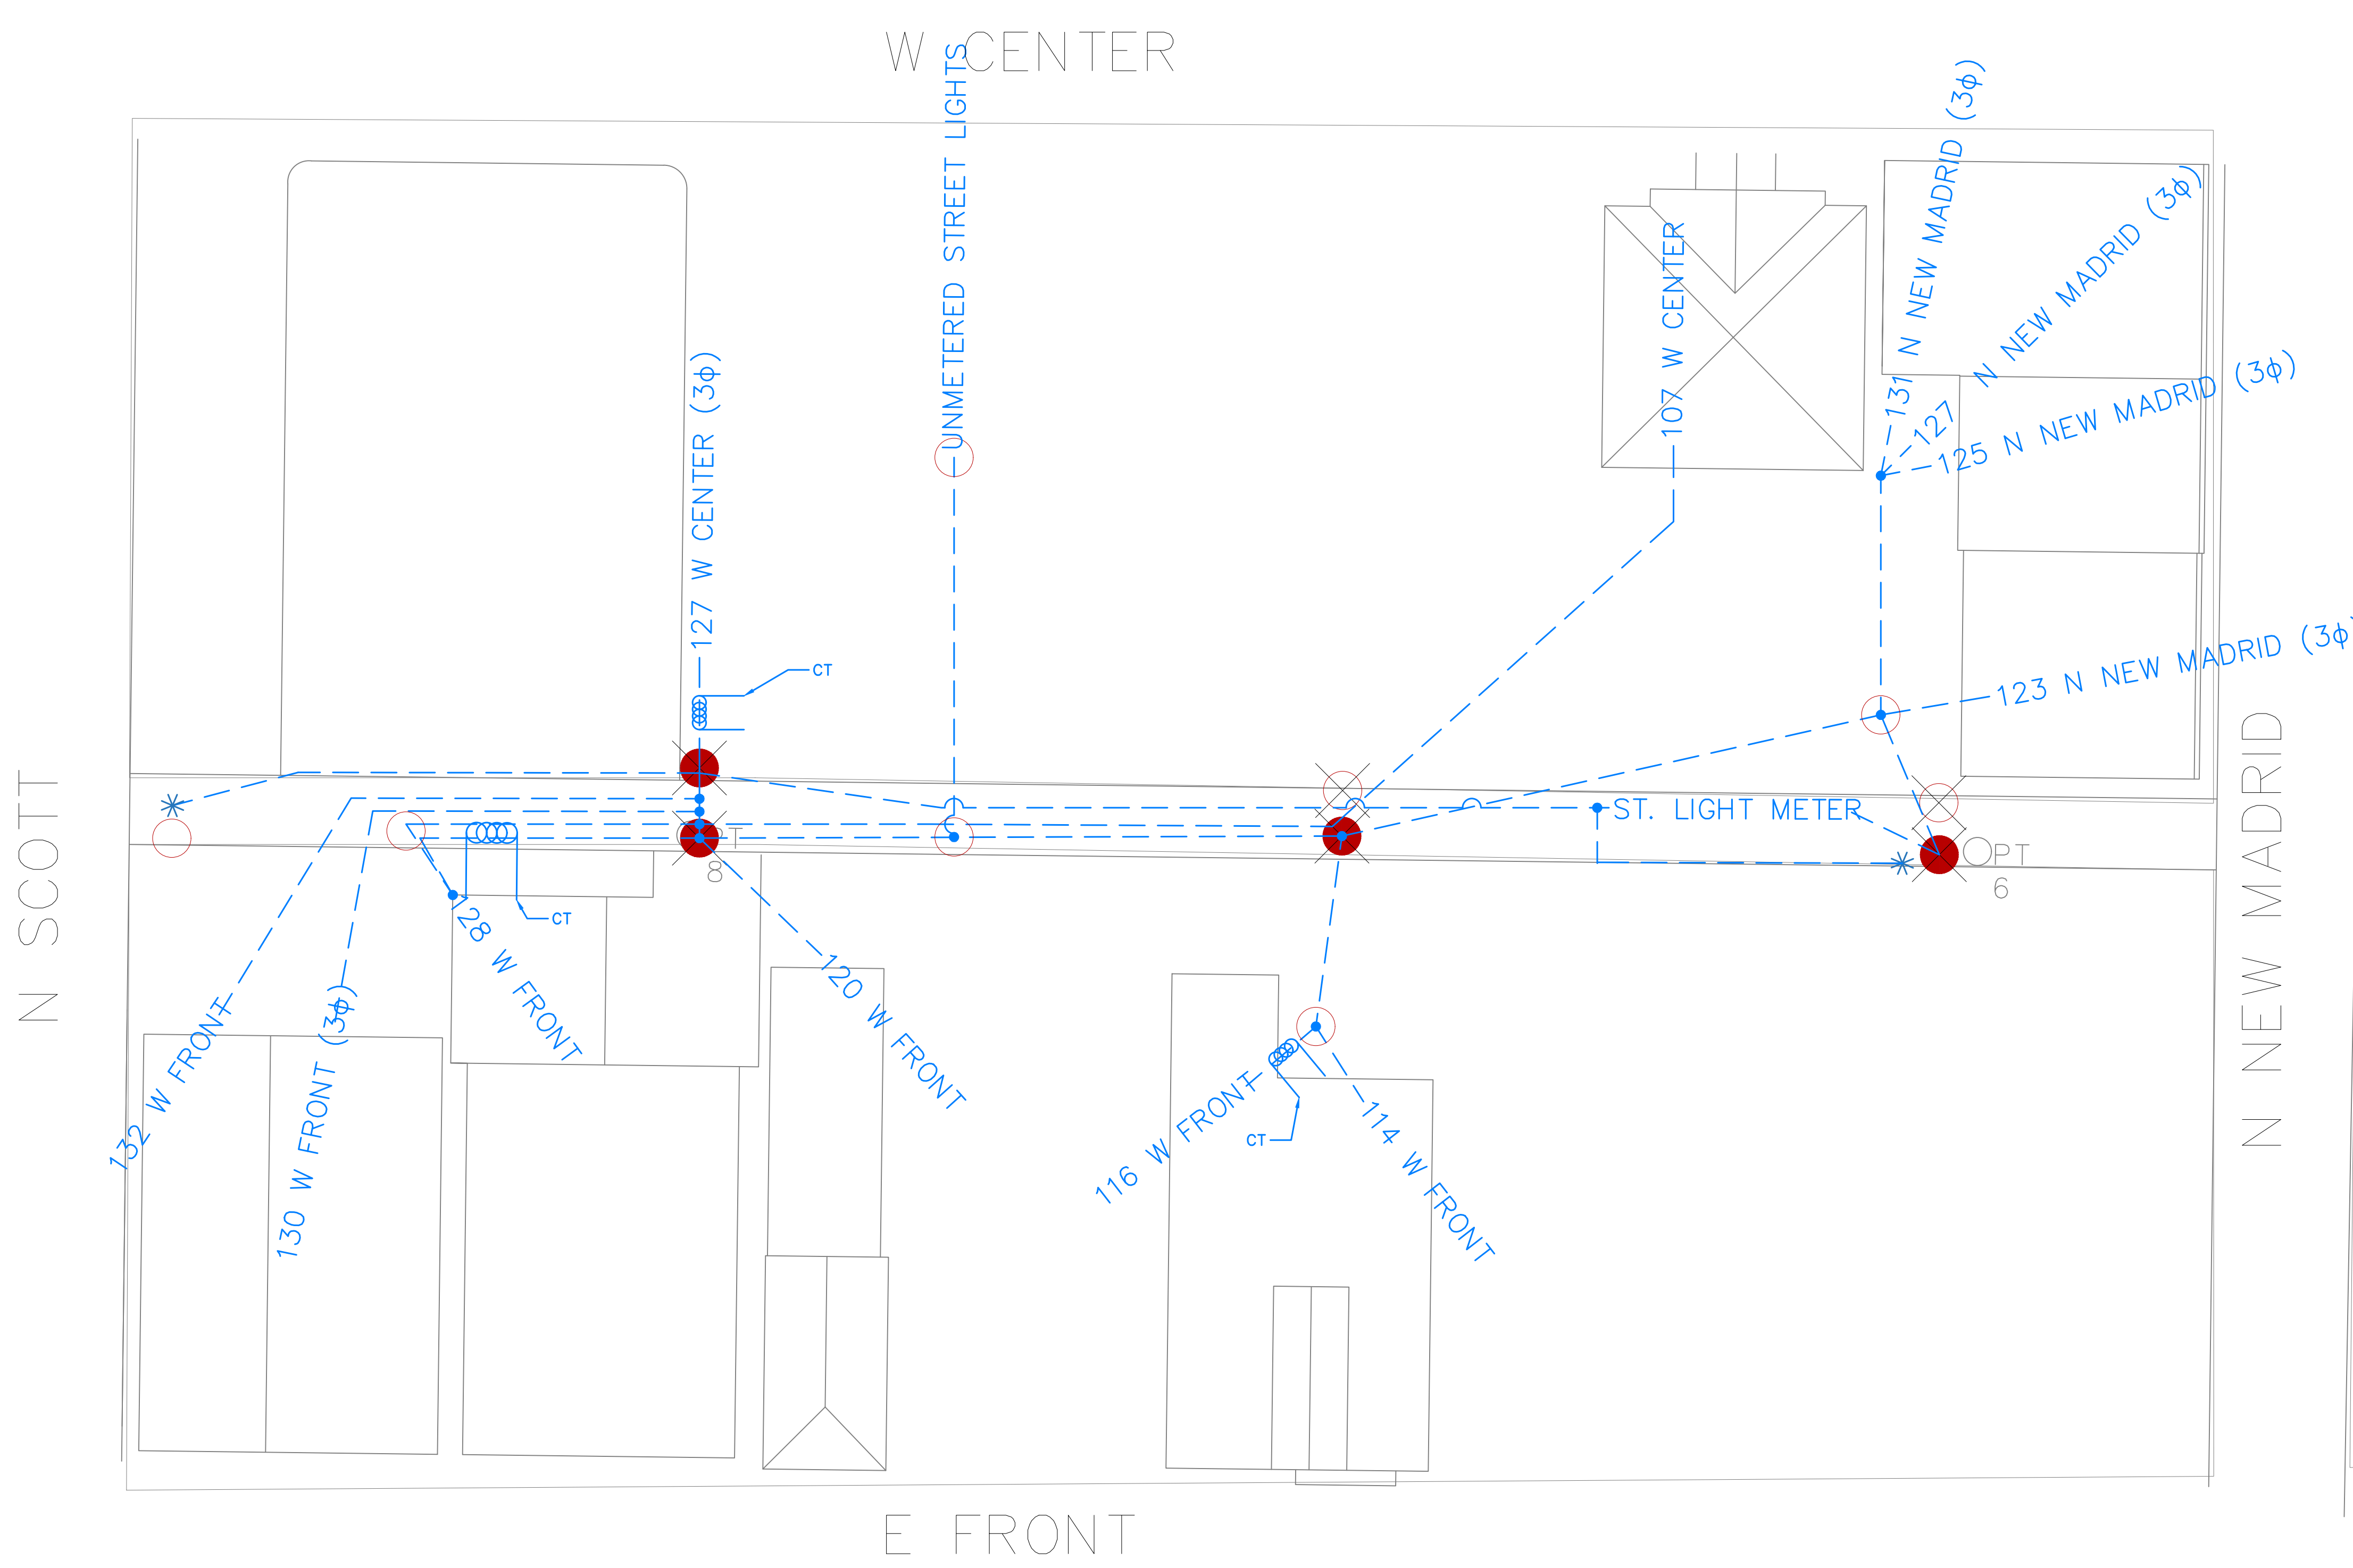 W CENTER
UNMETERED STREET LIGHTS
127 W CENTER (3φ)
107 W CENTER
131 N NEW MADRID (3φ)
127 N NEW MADRID (3φ)
125 N NEW MADRID (3φ)
123 N NEW MADRID (3φ)
CT
ST. LIGHT METER
PT
8
OPT
6
CT
128 W FRONT
120 W FRONT
132 W FRONT
130 W FRONT (3φ)
116 W FRONT
CT
114 W FRONT
N SCOTT
N NEW MADRID
E FRONT